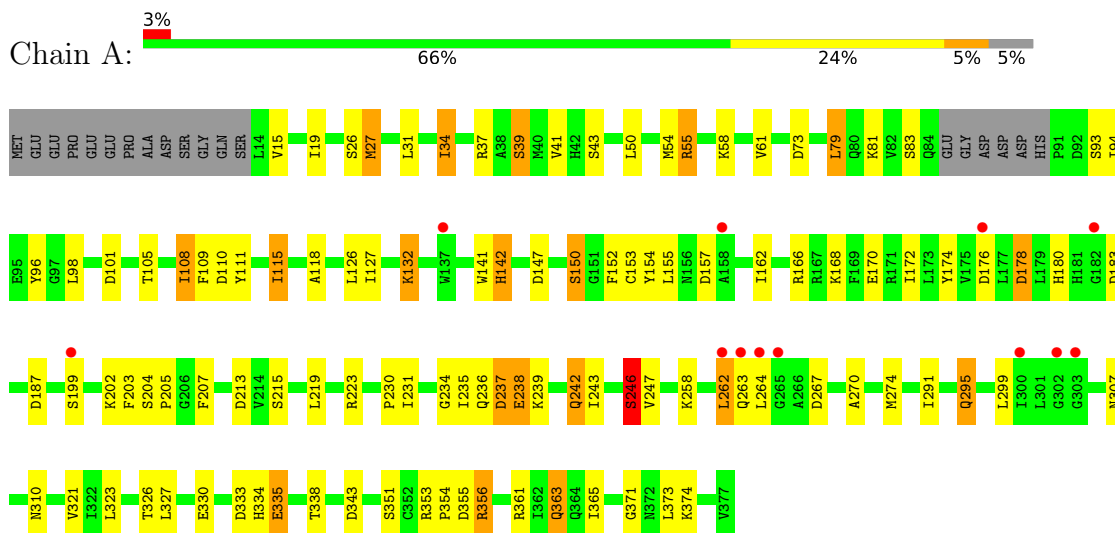 3%
Chain A:
66% 24% 5% 5%
MET GLU GLU PRO GLU GLU PRO ALA ASP SER GLY GLN SER L14 V15 I19 S26 M27 L31 I34 R37 A38 S39 M40 V41 H42 S43 L50 M54 R55 K58 V61 D73 L79 Q80 K81 V82 S83 Q84 GLU GLY ASP ASP ASP HIS P91 D92 S93 I94
E95 Y96 G97 L98 D101 T105 I108 F109 D110 Y111 I115 A118 L126 I127 K132 W137 W141 H142 D147 S150 G151 F152 C153 Y154 L155 N156 D157 A158 I162 R166 R167 K168 F169 E170 R171 I172 L173 Y174 V175 D176 L177 D178 L179 H180 H181 G182 D183
D187 S199 K202 F203 S204 P205 G206 F207 D213 V214 S215 L219 R223 P230 I231 G234 I235 Q236 D237 E238 K239 Q242 I243 S246 V247 K258 L262 Q263 L264 G265 A266 D267 A270 M274 I291 Q295 L299 I300 L301 G302 G303 N307
N310 V321 I322 L323 T326 L327 E330 D333 H334 E335 T338 D343 S351 C352 R353 P354 D355 R356 R361 I362 Q363 Q364 I365 G371 N372 L373 K374 V377